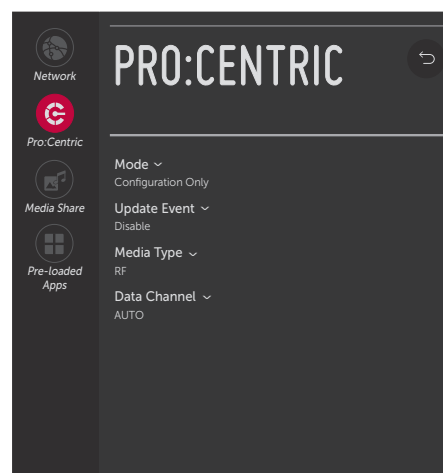 Network
Pro:Centric
Media Share
Pre-loaded
Apps
PRO:CENTRIC
Mode
Configuration Only
Update Event
Disable
Media Type
RF
Data Channel
AUTO